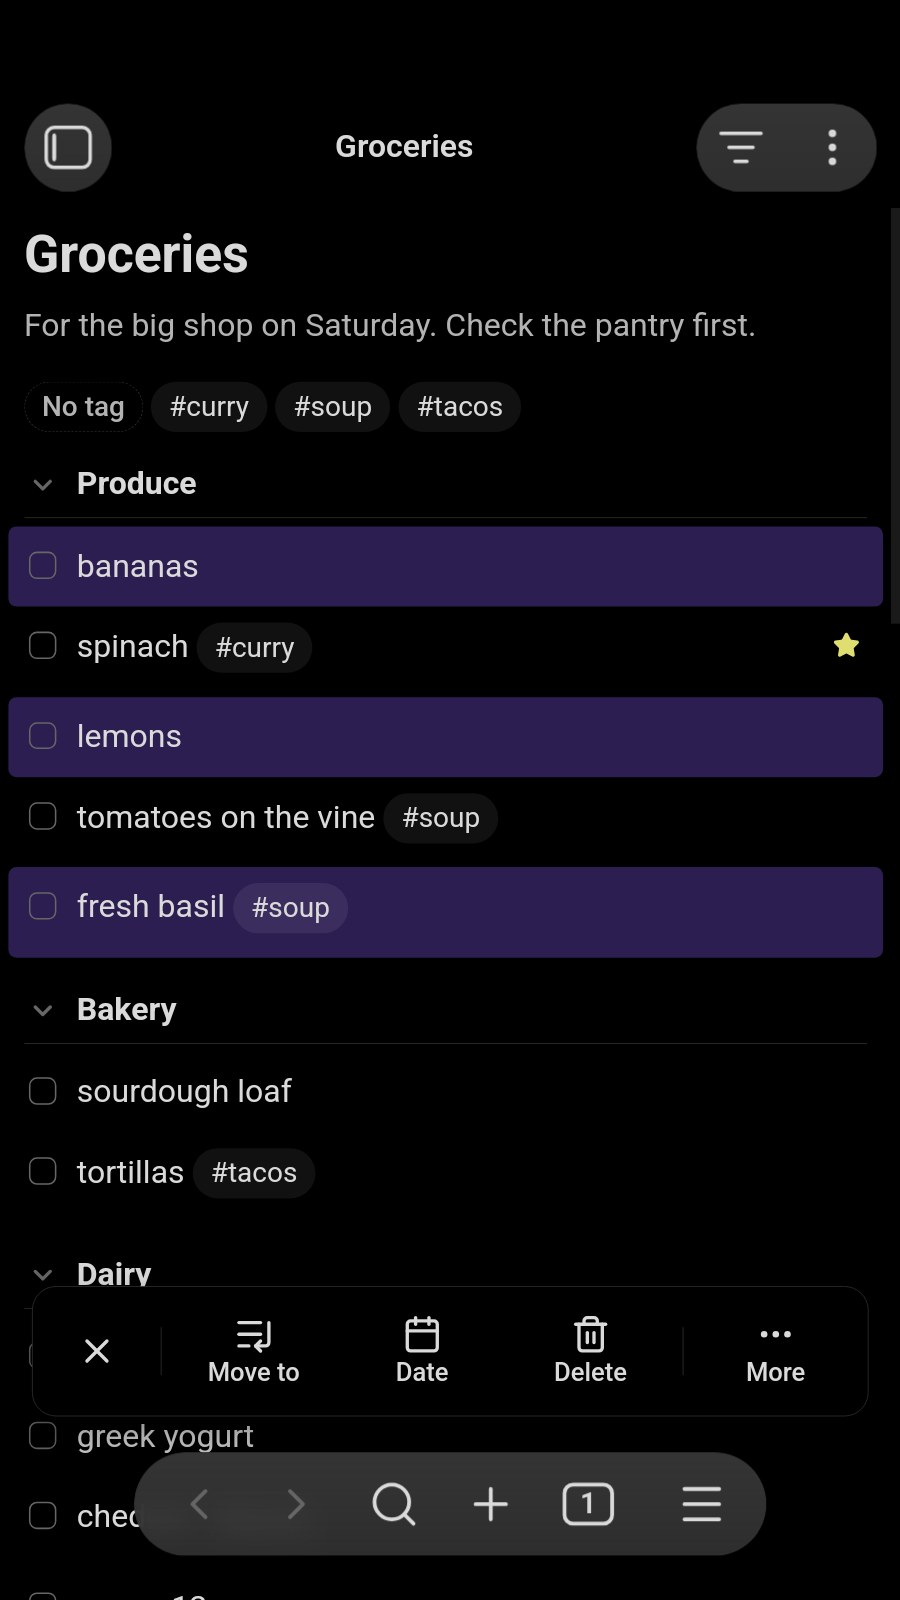 Groceries
Groceries
For the big shop on Saturday. Check the pantry first.
No tag #curry #soup #tacos
Produce
bananas
spinach #curry
lemons
tomatoes on the vine #soup
fresh basil #soup
Bakery
sourdough loaf
tortillas #tacos
Dairy
Move to Date Delete More
greek yogurt
1